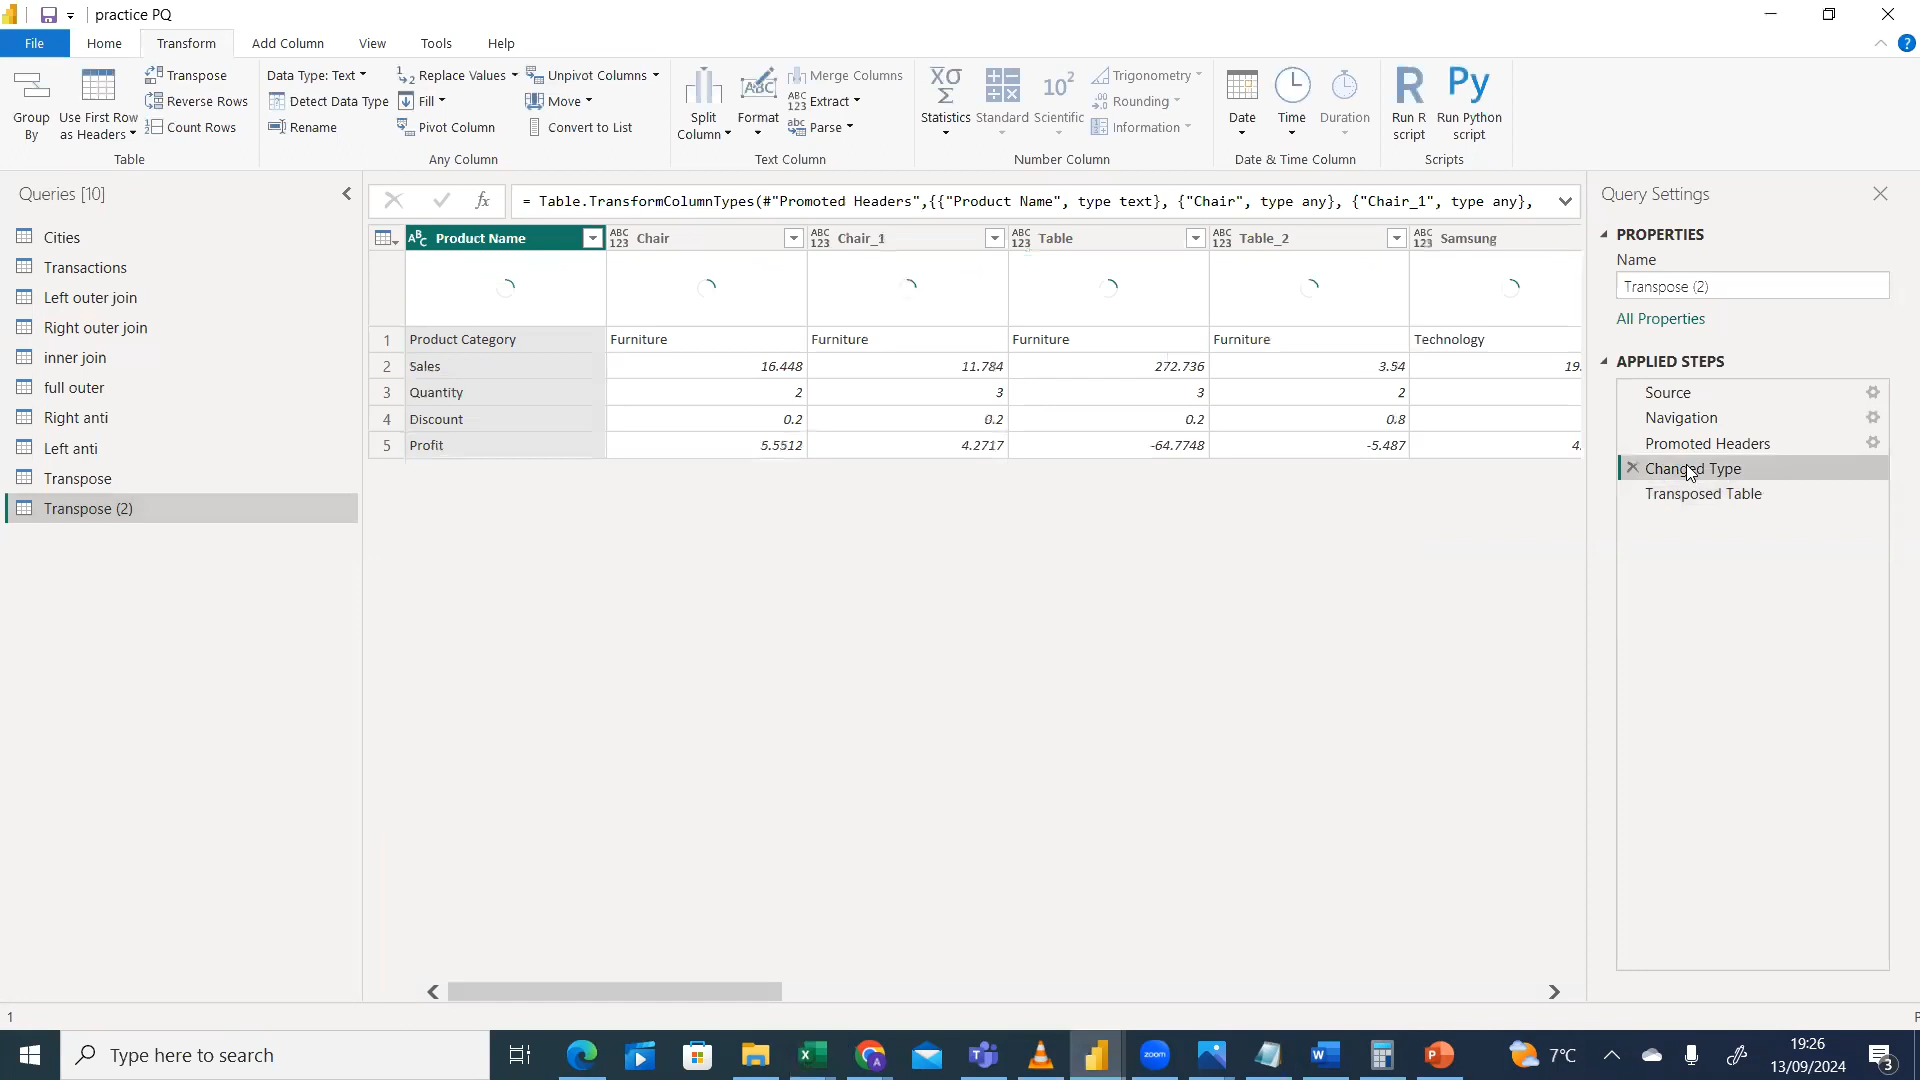 practice PQ
File Home Transform Add Column View Tools Help
Group By
Use First Row as Headers
Transpose
Reverse Rows
Count Rows
Table
Data Type: Text
Detect Data Type
Rename
Replace Values
Fill
Pivot Column
Unpivot Columns
Move
Convert to List
Any Column
Split Column
Format
Merge Columns
Extract
Parse
Text Column
Statistics
Standard
Scientific
Trigonometry
Rounding
Information
Number Column
Date
Time
Duration
Date & Time Column
Run R script
Run Python script
Scripts
Queries [10]
Cities
Transactions
Left outer join
Right outer join
inner join
full outer
Right anti
Left anti
Transpose
Transpose (2)
= Table.TransformColumnTypes(#"Promoted Headers",{{"Product Name", type text}, {"Chair", type any}, {"Chair_1", type any},
Product Name Chair Chair_1 Table Table_2 Samsung
1 Product Category Furniture Furniture Furniture Furniture Technology
2 Sales 16.448 11.784 272.736 3.54 19.
3 Quantity 2 3 3 2
4 Discount 0.2 0.2 0.2 0.8
5 Profit 5.5512 4.2717 -64.7748 -5.487 4.
Query Settings
PROPERTIES
Name
Transpose (2)
All Properties
APPLIED STEPS
Source
Navigation
Promoted Headers
Changed Type
Transposed Table
1
Type here to search
zoom
7°C
19:26
13/09/2024
3